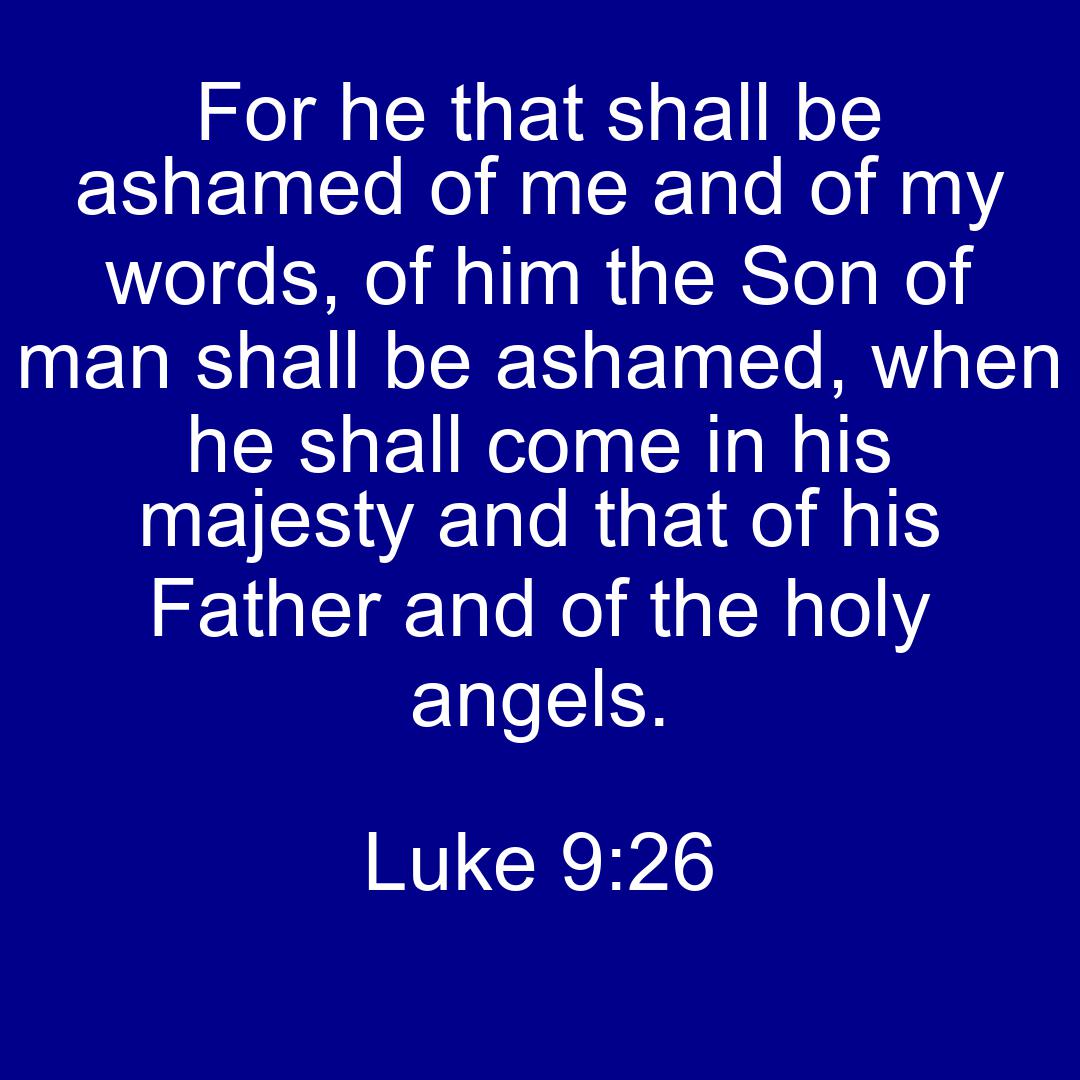 For he that shall be
ashamed of me and of my
words, of him the Son of
man shall be ashamed, when
he shall come in his
majesty and that of his
Father and of the holy
angels.
Luke 9:26